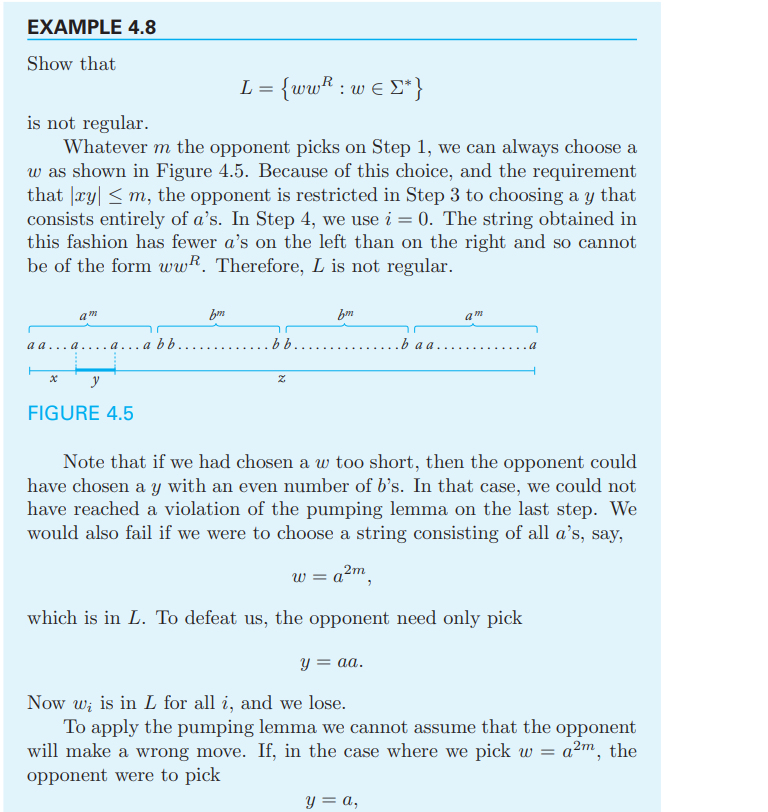 EXAMPLE 4.8
Show that
L = {ww^R : w ∈ Σ*}
is not regular.
Whatever m the opponent picks on Step 1, we can always choose a
w as shown in Figure 4.5. Because of this choice, and the requirement
that |xy| ≤ m, the opponent is restricted in Step 3 to choosing a y that
consists entirely of a's. In Step 4, we use i = 0. The string obtained in
this fashion has fewer a's on the left than on the right and so cannot
be of the form ww^R. Therefore, L is not regular.
a^m b^m b^m a^m
a a . . . a . . . . a . . . a b b . . . . . . . . . . . . . b b . . . . . . . . . . . . . . . b a a . . . . . . . . . . . . . a
x y z
FIGURE 4.5
Note that if we had chosen a w too short, then the opponent could
have chosen a y with an even number of b's. In that case, we could not
have reached a violation of the pumping lemma on the last step. We
would also fail if we were to choose a string consisting of all a's, say,
w = a^{2m},
which is in L. To defeat us, the opponent need only pick
y = aa.
Now w_i is in L for all i, and we lose.
To apply the pumping lemma we cannot assume that the opponent
will make a wrong move. If, in the case where we pick w = a^{2m}, the
opponent were to pick
y = a,